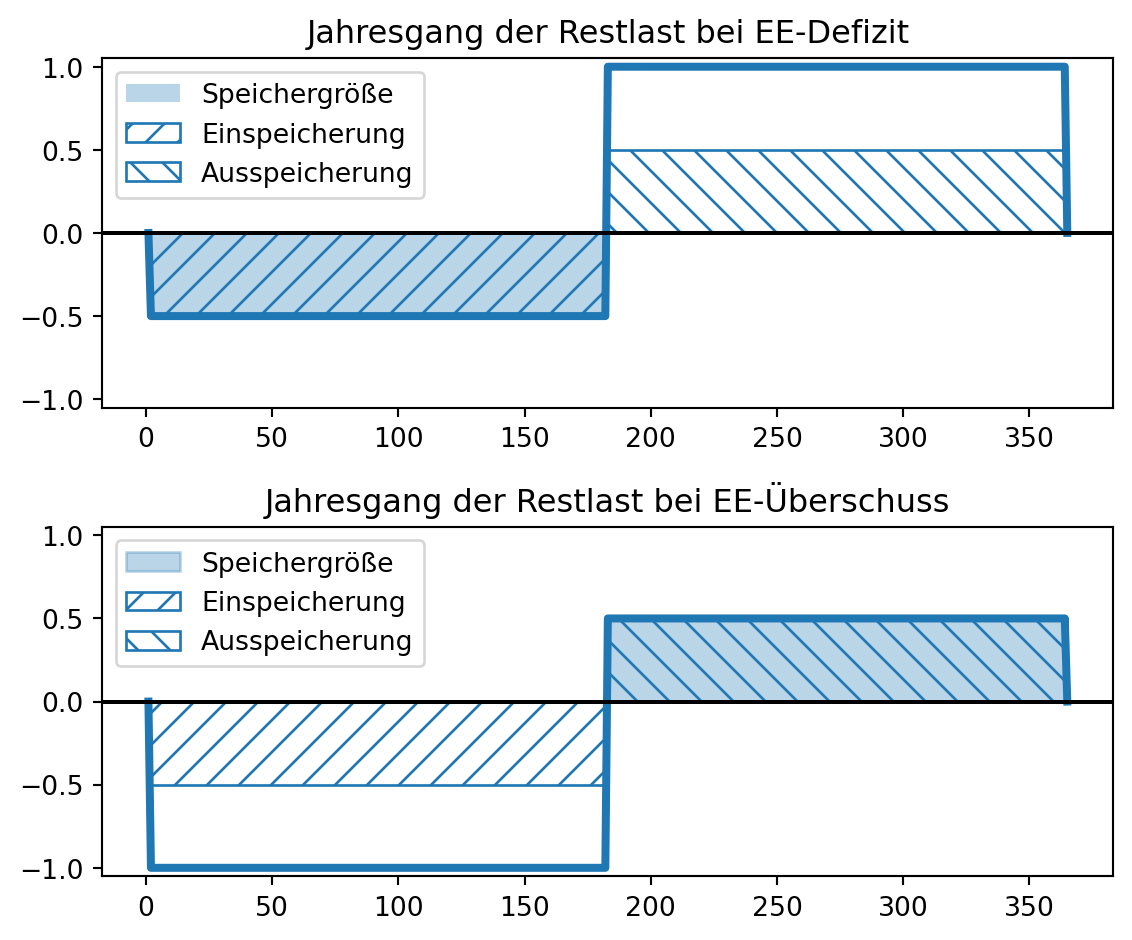 Jahresgang der Restlast bei EE-Defizit
1.0
0.5
0.0
−0.5
−1.0
Speichergröße
Einspeicherung
Ausspeicherung
0 50 100 150 200 250 300 350
Jahresgang der Restlast bei EE-Überschuss
1.0
0.5
0.0
−0.5
−1.0
Speichergröße
Einspeicherung
Ausspeicherung
0 50 100 150 200 250 300 350